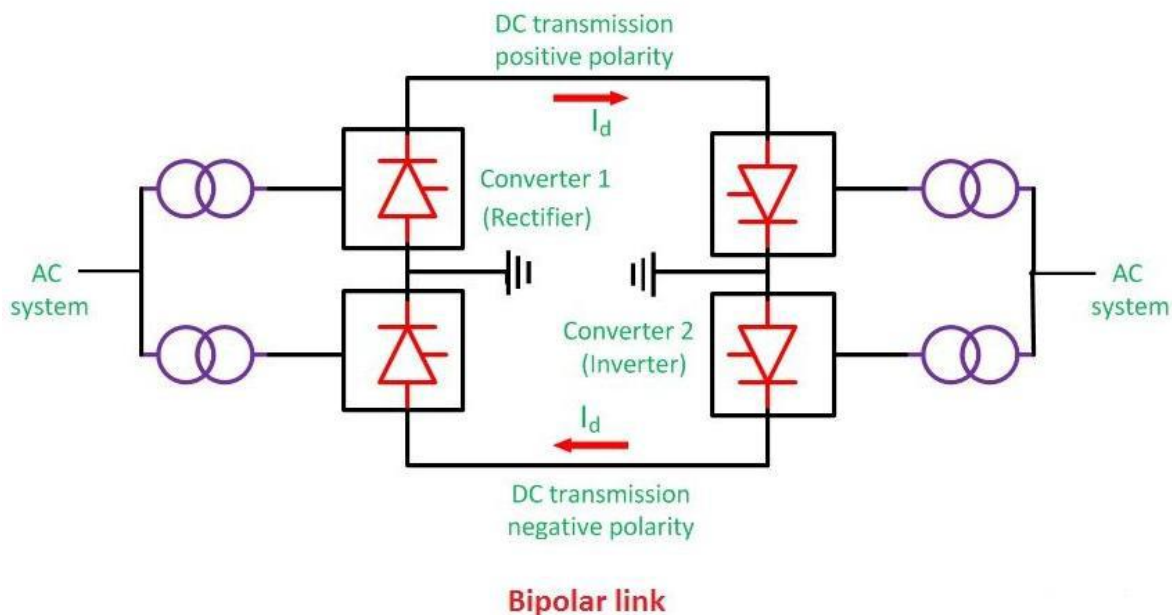 DC transmission
positive polarity
I_d
Converter 1
(Rectifier)
AC
system
AC
system
Converter 2
(Inverter)
I_d
DC transmission
negative polarity
Bipolar link